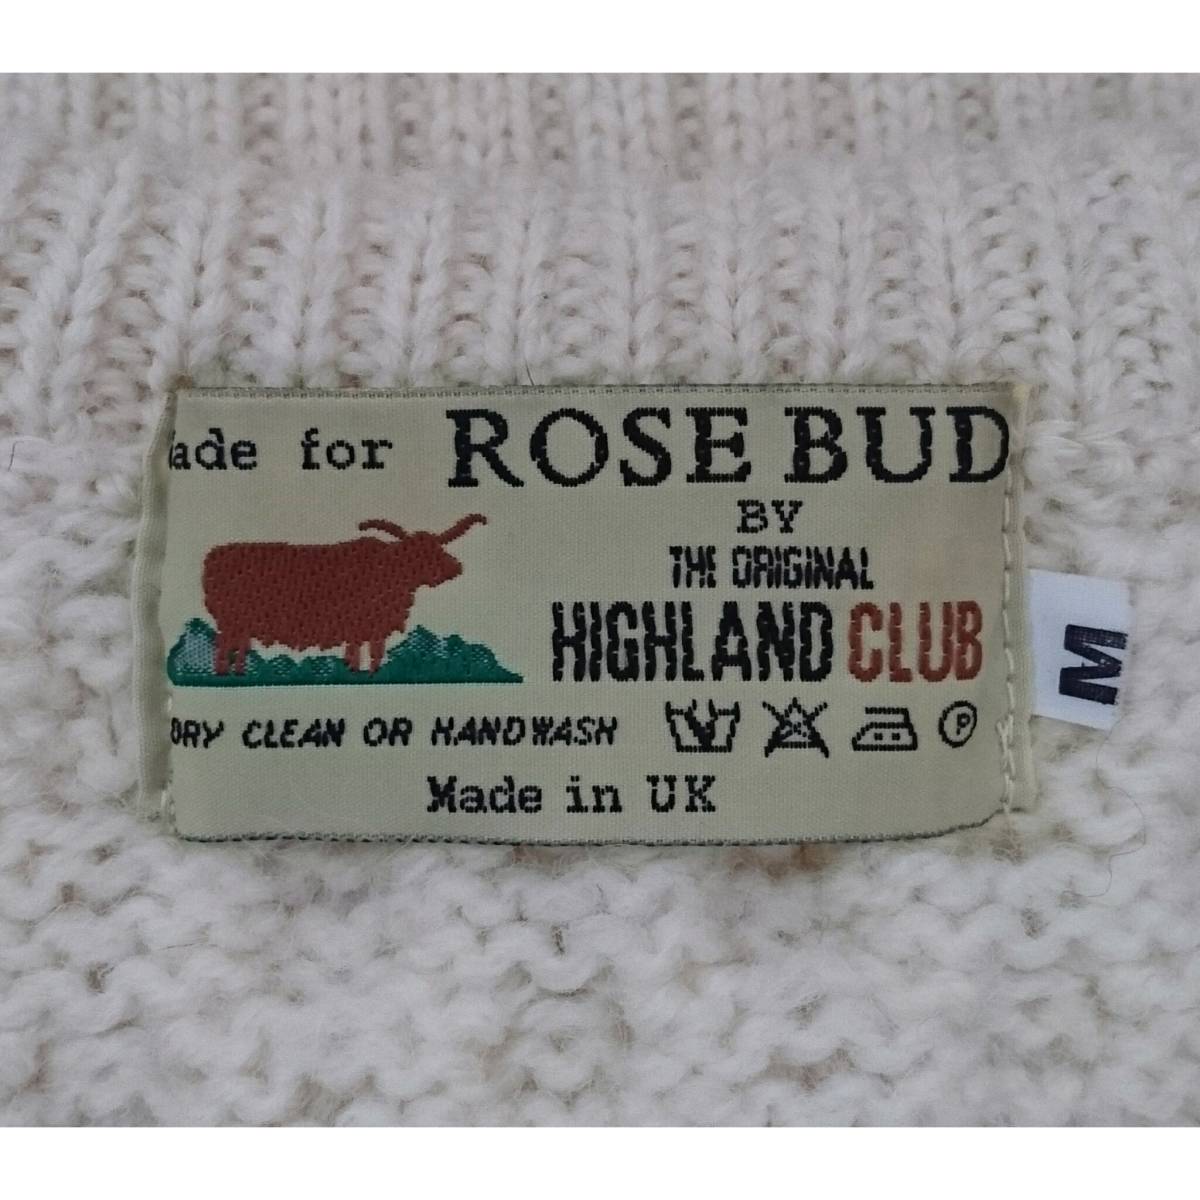 ade for ROSE BUD
BY
THE ORIGINAL
HIGHLAND CLUB
DRY CLEAN OR HANDWASH P
Made in UK
M